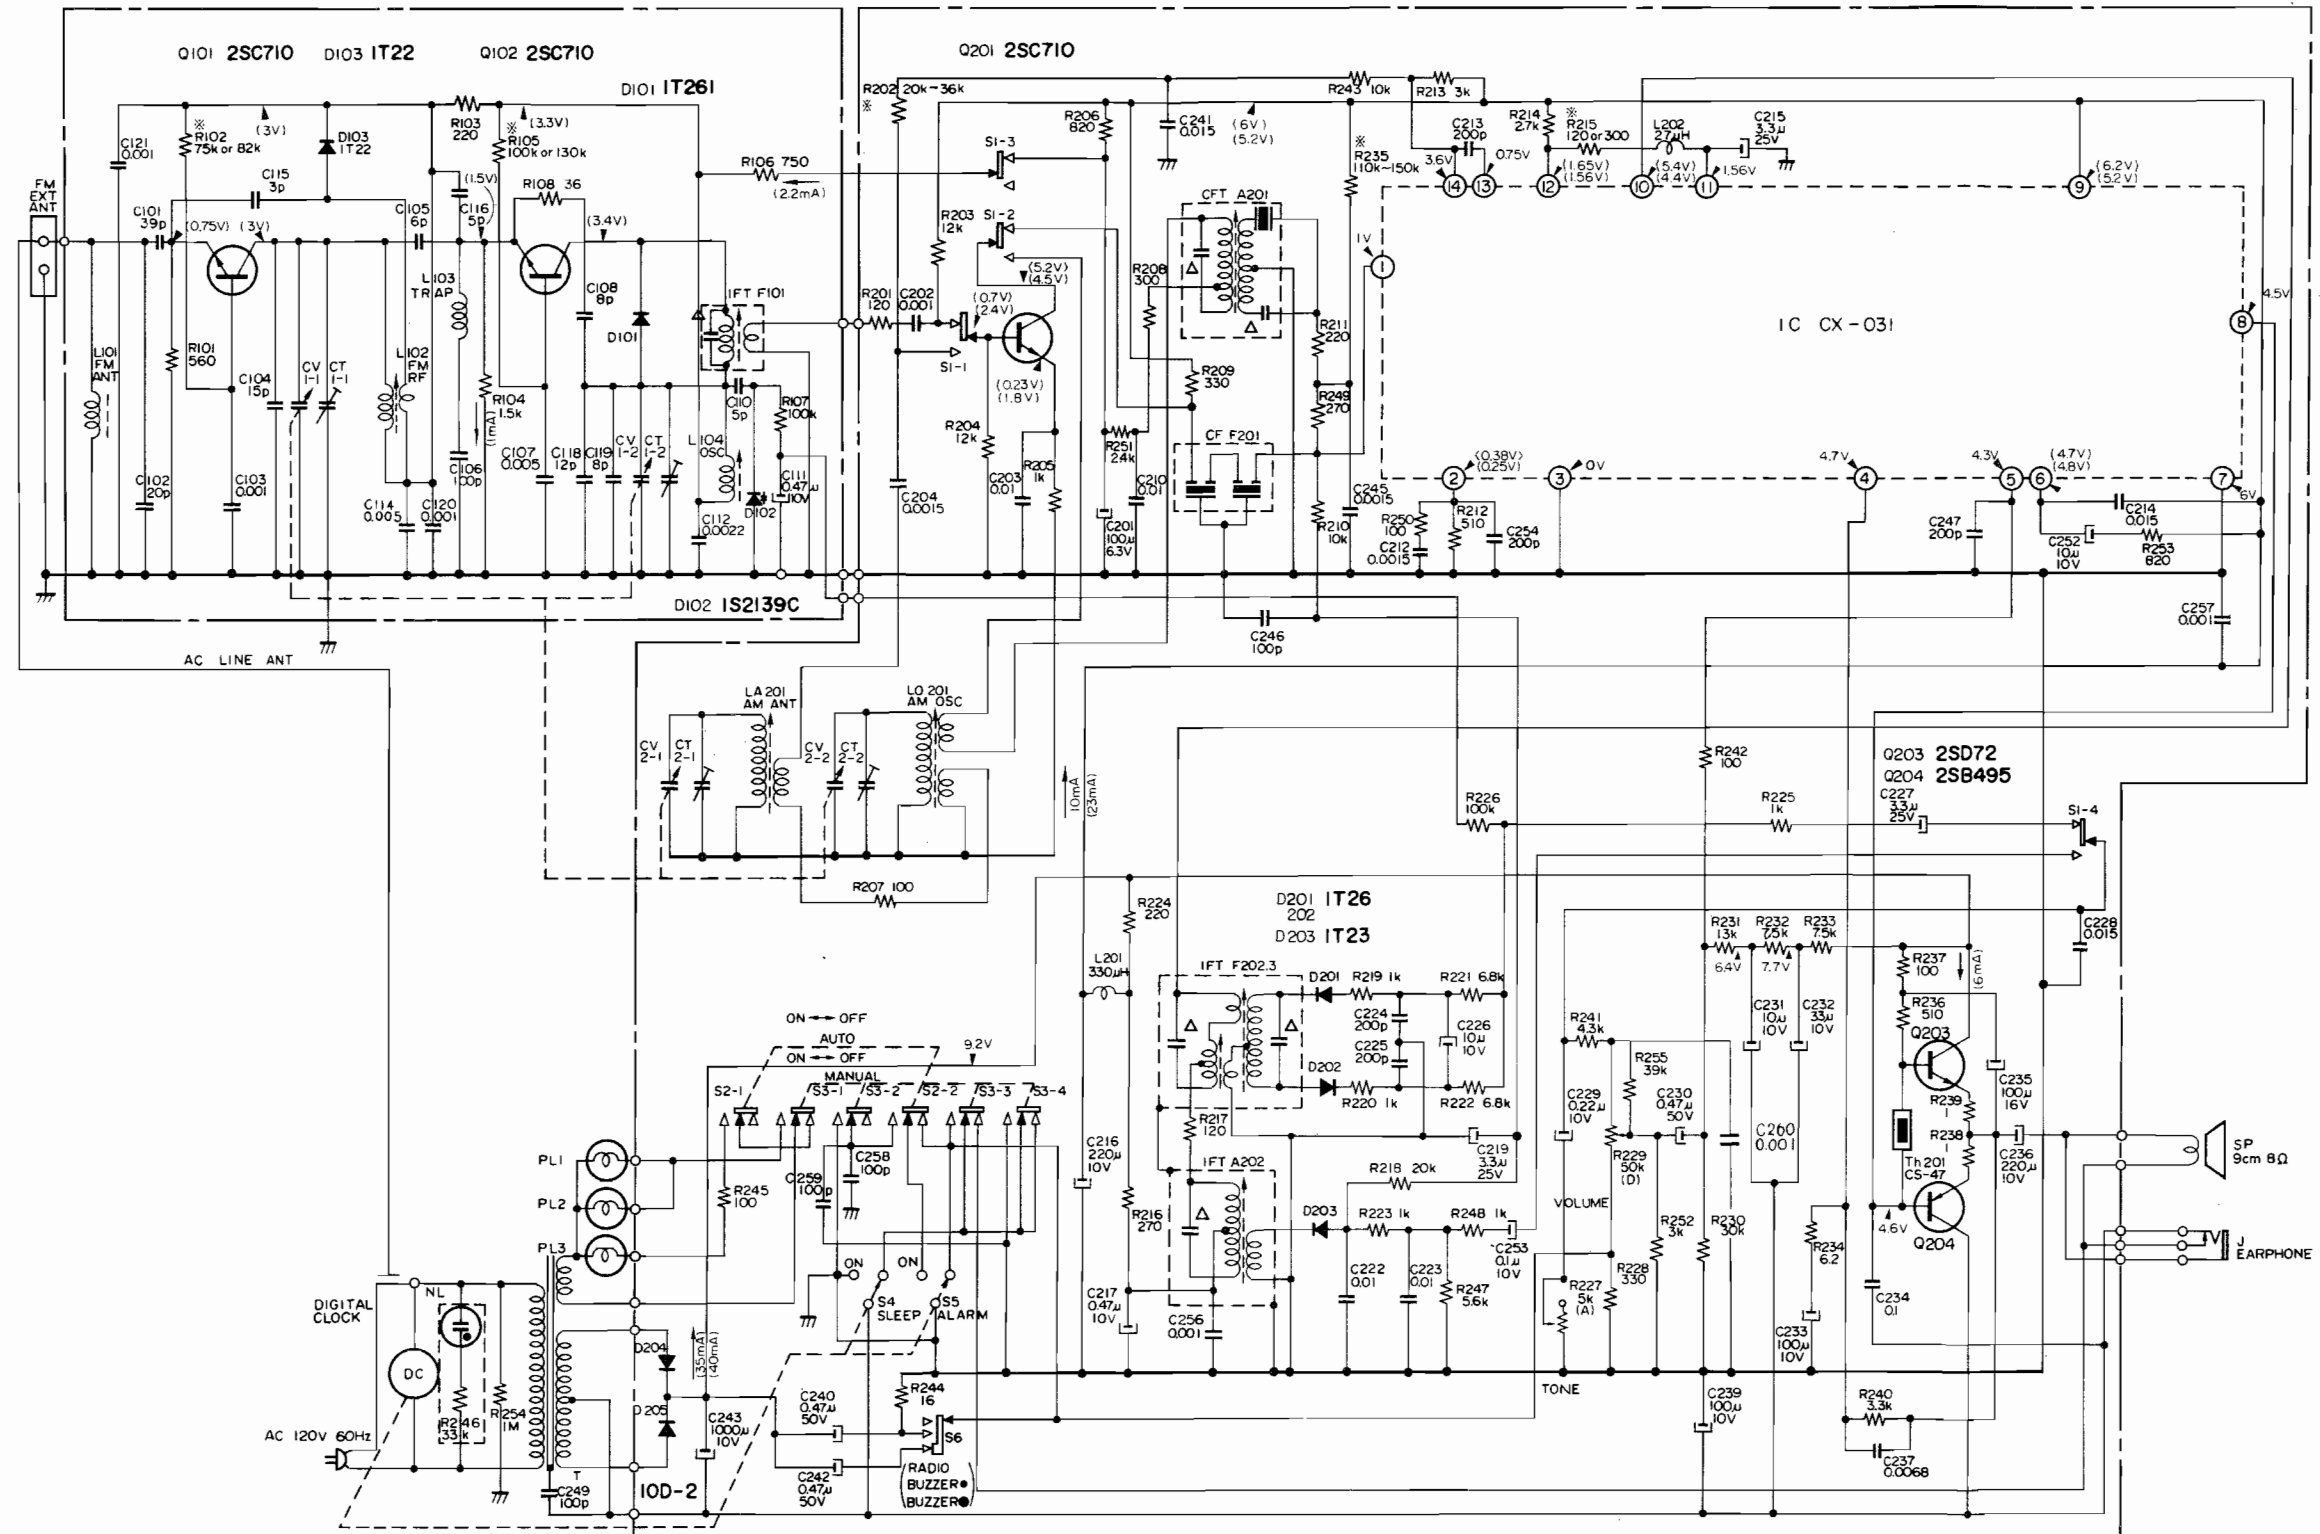 Q101 2SC710
D103 1T22
Q102 2SC710
D101 1T261
Q201 2SC710
FM
EXT
ANT
C121
0.001
※
R102
75k or 82k
(3V)
D103
1T22
R103
220
※
R105
100k or 130k
(3.3V)
C115
3p
(1.5V)
R108 36
C101
39p
(0.75V) (3V)
C105
6p
C116
5p
(3.4V)
L103
TRAP
C108
8p
IFT F101
D101
L101
FM
ANT
R101
560
C104
15p
CV
1-1
CT
1-1
L102
FM
RF
R104
1.5k
(1mA)
C110
5p
R107
100k
C102
20p
C103
0.001
C114
0.005
C120
0.001
C106
100p
C107
0.005
C118
12p
C119
8p
CV
1-2
CT
1-2
L104
OSC
C111
0.47μ
10V
C112
0.0022
D102
D102 1S2139C
AC LINE ANT
R106 750
(2.2mA)
R202 20k~36k
※
R206
820
C241
0.015
R243 10k
R213 3k
(6V)
(5.2V)
S1-3
R203
12k
S1-2
(5.2V)
(4.5V)
R201
120
C202
0.001
(0.7V)
(2.4V)
S1-1
(0.23V)
(1.8V)
R204
12k
C203
0.01
R205
1k
C204
0.0015
R208
300
CFT A201
R209
330
R211
220
R249
270
CF F201
R251
2.4k
C201
100μ
6.3V
C210
0.01
R210
10k
C245
0.0015
※
R235
110k~150k
C246
100p
C213
200p
3.6V
0.75V
R214
2.7k
※
R215
120 or 300
L202
27μH
C215
3.3μ
25V
(1.65V)
(1.56V)
(5.4V)
(4.4V)
1.56V
(6.2V)
(5.2V)
14
13
12
10
11
9
1V
1
IC CX-031
4.5V
8
2
(0.38V)
(0.25V)
3
0V
4.7V
4
4.3V
5
6
(4.7V)
(4.8V)
7
6V
R250
100
R212
510
C254
200p
C212
0.0015
C247
200p
C214
0.015
C252
10μ
10V
R253
820
C257
0.001
LA201
AM ANT
CV
2-1
CT
2-1
LO201
AM OSC
CV
2-2
CT
2-2
10mA
(23mA)
R207 100
R242
100
Q203 2SD72
Q204 2SB495
R226
100k
R225
1k
C227
3.3μ
25V
S1-4
C228
0.015
R224
220
D201 1T26
202
D203 1T23
L201
330μH
IFT F202.3
D201
R219 1k
R221 6.8k
C224
200p
C226
10μ
10V
C225
200p
D202
R220 1k
R222 6.8k
R217
120
C219
3.3μ
25V
IFT A202
R218 20k
D203
R223 1k
R248 1k
C253
0.1μ
10V
C216
220μ
10V
R216
270
C217
0.47μ
10V
C256
0.001
C222
0.01
C223
0.01
R247
5.6k
R231
13k
R232
7.5k
R233
7.5k
6.4V
7.7V
C231
10μ
10V
C232
33μ
10V
R237
100
(6mA)
R236
510
Q203
R241
4.3k
R255
39k
C229
0.22μ
10V
C230
0.47μ
50V
C260
0.001
R229
50k
(D)
VOLUME
R252
3k
R230
30k
R227
5k
(A)
R228
330
TONE
R239
1
R238
1
C235
100μ
16V
Th201
CS-47
C236
220μ
10V
SP
9cm 8Ω
4.6V
Q204
R234
6.2
C234
0.1
C233
100μ
10V
J
EARPHONE
C239
100μ
10V
R240
3.3k
C237
0.0068
ON OFF
AUTO
ON OFF
MANUAL
9.2V
S2-1
S3-1
S3-2
S2-2
S3-3
S3-4
PL1
PL2
PL3
R245
100
C259
100p
C258
100p
ON
ON
S4
SLEEP
S5
ALARM
DIGITAL
CLOCK
NL
DC
R246
33k
R254
1M
AC 120V 60Hz
T
C249
100p
D204
D205
10D-2
(35mA)
(40mA)
C243
1000μ
10V
C240
0.47μ
50V
R244
16
S6
C242
0.47μ
50V
(RADIO
BUZZER●
BUZZER●)